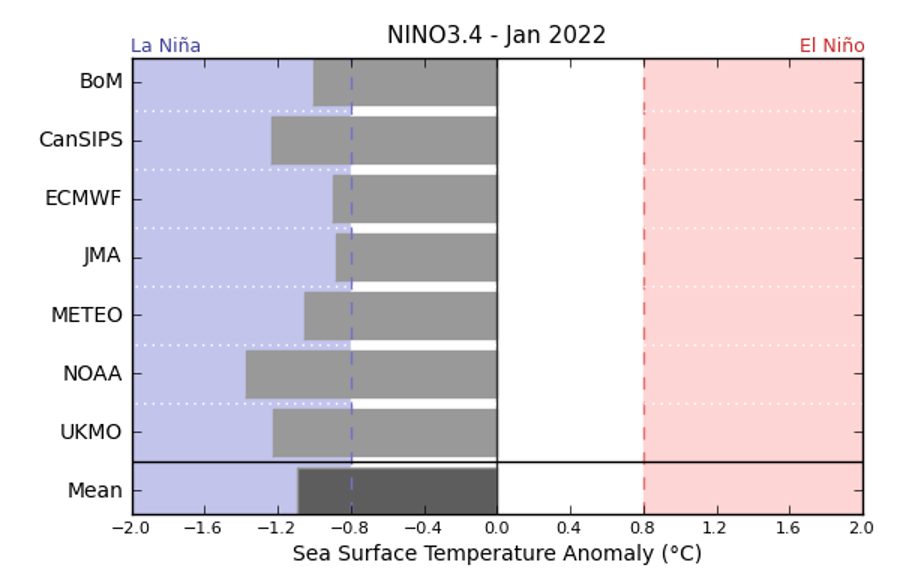 NINO3.4 - Jan 2022
La Niña
El Niño
BoM
CanSIPS
ECMWF
JMA
METEO
NOAA
UKMO
Mean
−2.0 −1.6 −1.2 −0.8 −0.4 0.0 0.4 0.8 1.2 1.6 2.0
Sea Surface Temperature Anomaly (°C)